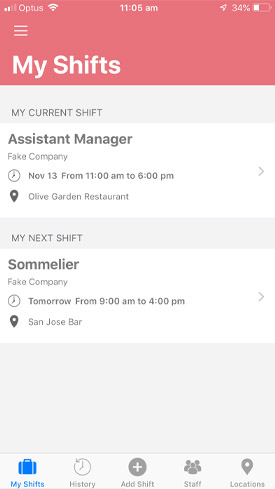 Optus 11:05 am 34%
My Shifts
MY CURRENT SHIFT
Assistant Manager
Fake Company
Nov 13 From 11:00 am to 6:00 pm
Olive Garden Restaurant
MY NEXT SHIFT
Sommelier
Fake Company
Tomorrow From 9:00 am to 4:00 pm
San Jose Bar
My Shifts History Add Shift Staff Locations